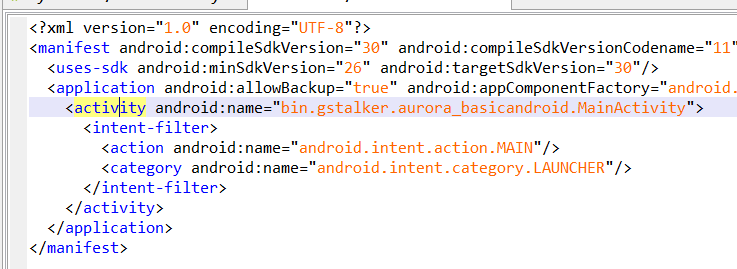 <?xml version="1.0" encoding="UTF-8"?>
<manifest android:compileSdkVersion="30" android:compileSdkVersionCodename="11"
<uses-sdk android:minSdkVersion="26" android:targetSdkVersion="30"/>
<application android:allowBackup="true" android:appComponentFactory="android.
<activity android:name="bin.gstalker.aurora_basicandroid.MainActivity">
<intent-filter>
<action android:name="android.intent.action.MAIN"/>
<category android:name="android.intent.category.LAUNCHER"/>
</intent-filter>
</activity>
</application>
</manifest>